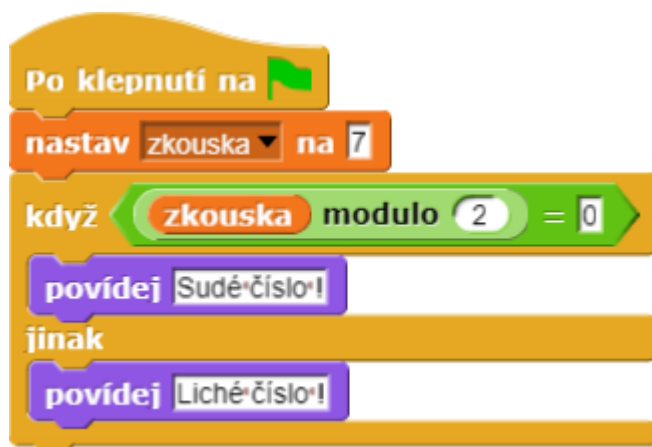 Po klepnutí na
nastav zkouska na 7
když zkouska modulo 2 = 0
povídej Sudé číslo !
jinak
povídej Liché číslo !